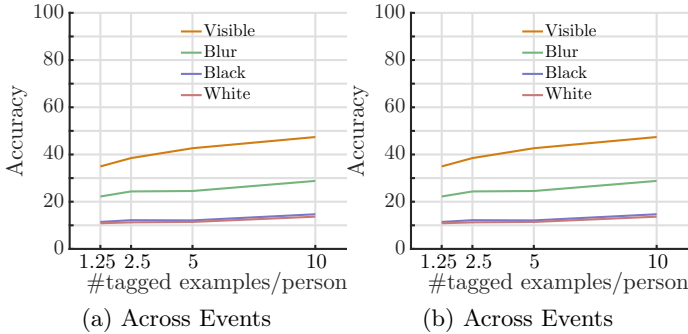 100
80
60
40
20
0
Accuracy
Visible
Blur
Black
White
1.25 2.5 5 10
#tagged examples/person
(a) Across Events
100
80
60
40
20
0
Accuracy
Visible
Blur
Black
White
1.25 2.5 5 10
#tagged examples/person
(b) Across Events